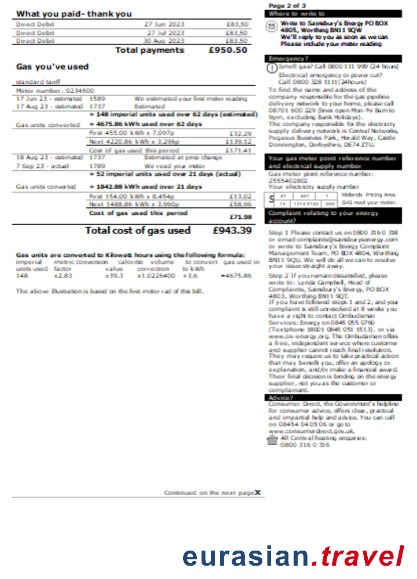 What you paid- thank you
Direct Debit 27 Jun 2023 £83,50
Direct Debit 27 Jul 2023 £83,50
Direct Debit 30 Aug 2023 £83,50
Total payments £950.50
Gas you've used
standard tariff
Meter number: 0234500
17 Jun 23 - estimated 1589 We estimated your first meter reading
17 Aug 23 - estimated 1737 Estimated
= 148 imperial units used over 62 days (estimated)
Gas units converted = 4675.86 kWh used over 62 days
First 455.00 kWh x 7.097p £32.29
Next 4220.86 kWh x 3.296p £139.12
Cost of gas used this period £171.41
18 Aug 23 - estimated 1737 Estimated at price change
7 Sep 23 - actual 1789 We read your meter
= 52 imperial units used over 21 days (actual)
Gas units converted = 1842.88 kWh used over 21 days
First 154.00 kWh x 8.454p £13.02
Next 1488.86 kWh x 3.960p £58.96
Cost of gas used this period £71.98
Total cost of gas used £943.39
Gas units are converted to Kilowatt hours using the following formula:
imperial metric conversion calorific volume to convert gas used in
units used factor value correction to kWh
148 x2.83 x39.3 x1.0226400 ÷3.6 =4675.86
The above illustration is based on the first meter read of this bill.
Continued on the next pageX
Page 2 of 3
Where to write to
Write to Sainsbury's Energy PO BOX
4805, Worthing BN11 9QW
We'll reply to you as soon as we can
Please include your meter reading
Emergency?
Smell gas? Call 0800 111 999 (24 hours)
Electrical emergency or power cut?
Call 0800 328 1111(24hours)
To find the name and address of the
company responsible for the gas pipeline
delivery network to your home, please call
08701 600 229 (lines open Mon-Fri 8am to
9pm, excluding Bank Holidays).
The company responsible for the electricity
supply delivery network is Central Networks,
Pegasus Business Park, Herald Way, Castle
Donnington, Derbyshire, DE74 2TU.
Your gas meter point reference number
and electricity supply number
Gas meter point reference number:
2555402802
Your electricity supply number
S
Midlands Pricing Area.
G4S read your meter.
Complaint relating to your energy
account?
Step 1 Please contact us on 0800 316 0 318
or email complaints@sainsburysenergy.com
or write to Sainsbury's Energy Complaint
Management Team, PO BOX 4804, Worthing
BN11 9QU. We will do all we can to resolve
your issue straight away.
Step 2 If you remain dissatisfied, please
write to: Lynda Campbell, Head of
Complaints, Sainsbury's Energy, PO BOX
4803, Worthing BN11 9QT.
If you have followed steps 1 and 2, and your
complaint is still unresolved at 8 weeks you
have a right to contact Ombudsman
Services: Energy on 0845 055 0760
(Textphone 18001 0845 051 1513). or via
www.os-energy.org. The Ombudsman offers
a free, independent service where customer
and supplier cannot reach final resolution.
They may require us to take practical action
that may benefit you, offer an apology or
explanation, and/or make a financial award.
Their final decision is binding on the energy
supplier, not you as the customer or
complainant.
Advice?
Consumer Direct, the Government's helpline
for consumer advice, offers clear, practical
and impartial help and advice. You can call
on 08454 04 05 06 or go to
www.consumerdirect.gov.uk.
All Central heating enquiries:
0800 316 0 316
eurasian.travel